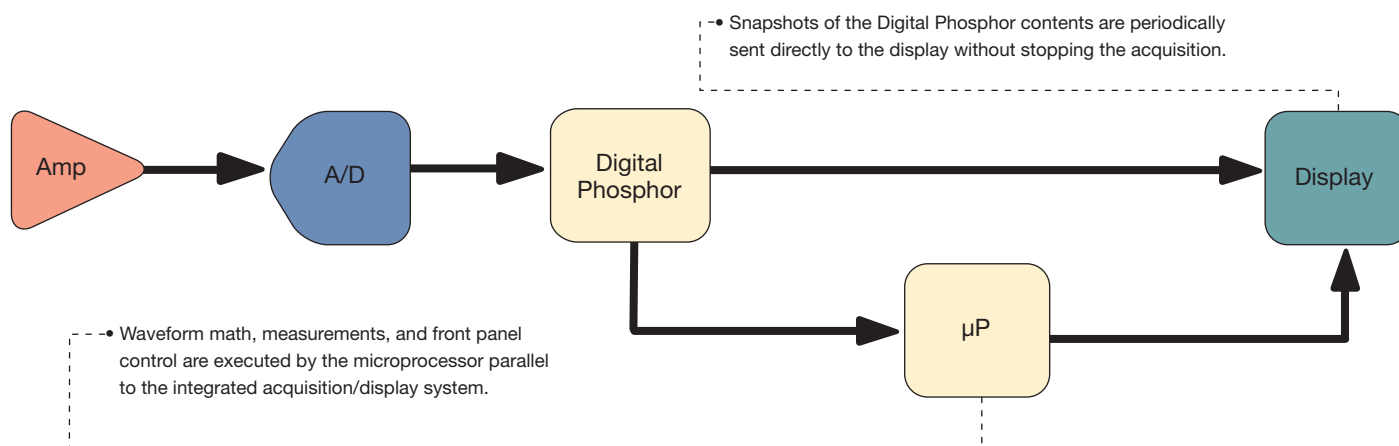 • Snapshots of the Digital Phosphor contents are periodically
sent directly to the display without stopping the acquisition.
Amp
A/D
Digital
Phosphor
Display
µP
• Waveform math, measurements, and front panel
control are executed by the microprocessor parallel
to the integrated acquisition/display system.